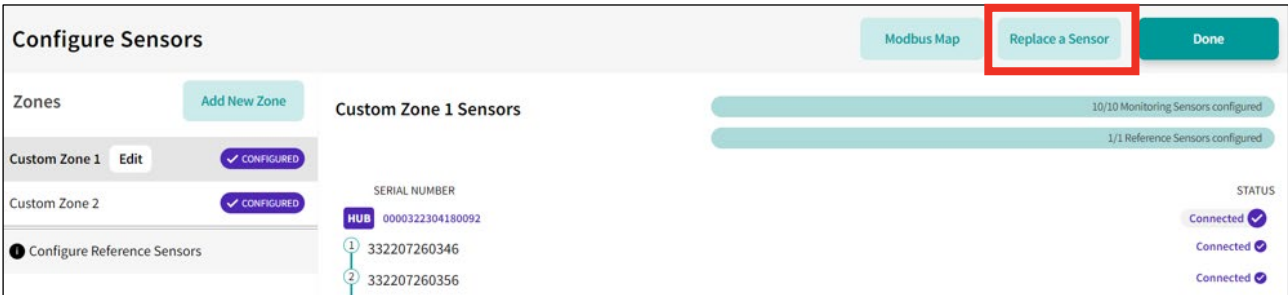 Configure Sensors
Modbus Map
Replace a Sensor
Done
Zones
Add New Zone
Custom Zone 1 Sensors
10/10 Monitoring Sensors configured
1/1 Reference Sensors configured
Custom Zone 1
Edit
CONFIGURED
Custom Zone 2
CONFIGURED
Configure Reference Sensors
SERIAL NUMBER
STATUS
HUB 0000322304180092
Connected
1 332207260346
Connected
2 332207260356
Connected